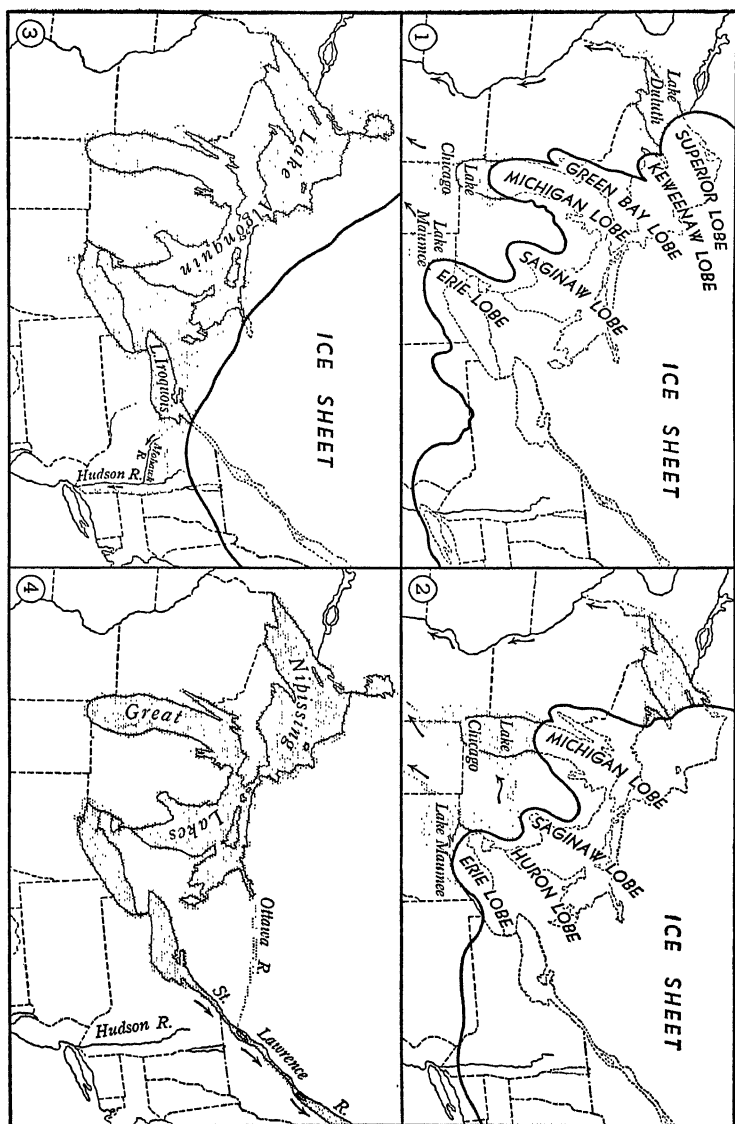 ①
Lake
Duluth
SUPERIOR LOBE
KEWEENAW LOBE
GREEN BAY LOBE
MICHIGAN LOBE
Lake
Chicago
Lake
Maumee
SAGINAW LOBE
ERIE LOBE
ICE SHEET
②
Lake
Chicago
MICHIGAN LOBE
SAGINAW LOBE
HURON LOBE
Lake Maumee
ERIE LOBE
ICE SHEET
③
Lake Algonquin
L. Iroquois
Mohawk
R.
Hudson R.
ICE SHEET
④
Nipissing
Great
Lakes
Ottawa R.
St. Lawrence R.
Hudson R.